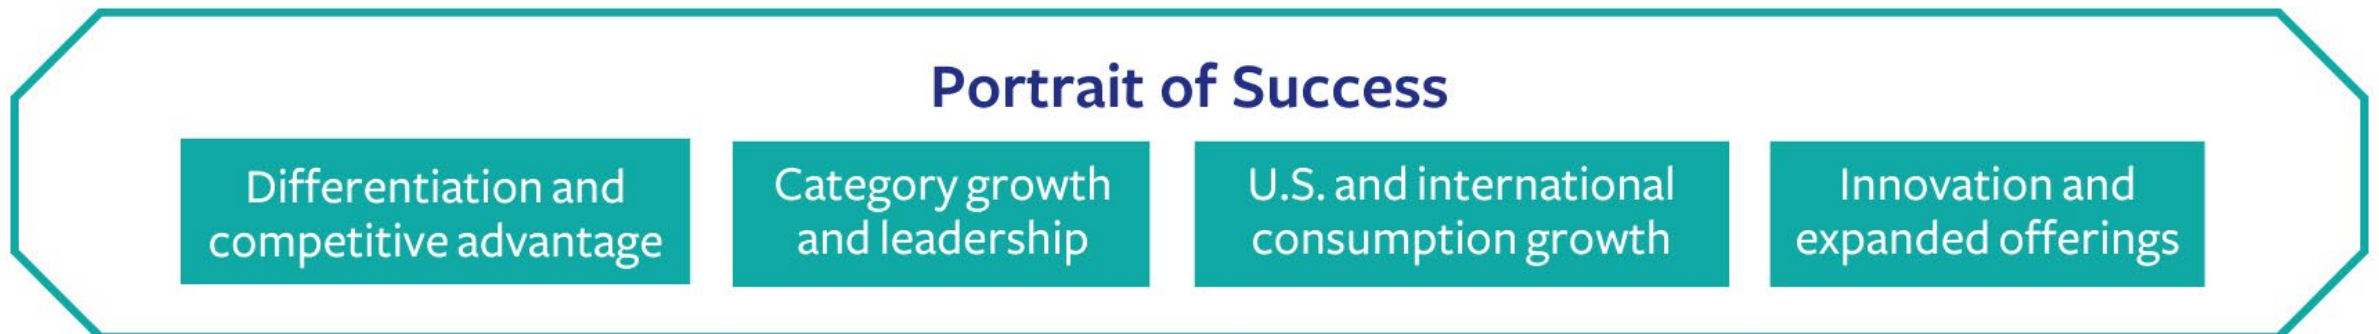 Portrait of Success
Differentiation and
competitive advantage
Category growth
and leadership
U.S. and international
consumption growth
Innovation and
expanded offerings